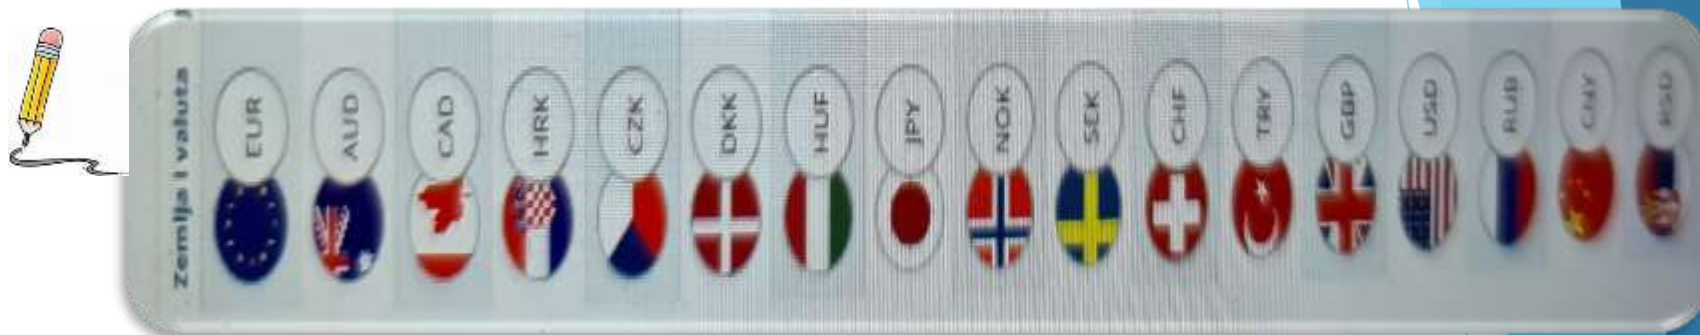 Zemlja i valuta
EUR
AUD
CAD
HRK
CZK
DKK
HUF
JPY
NOK
SEK
CHF
TRY
GBP
USD
RUB
CNY
RSD